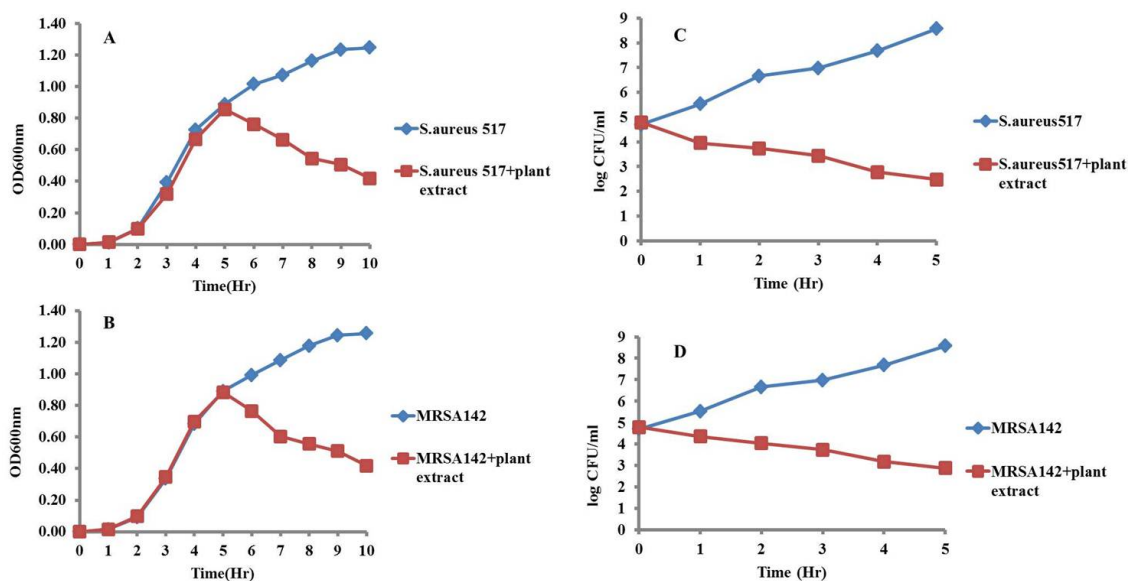 A
1.40
1.20
1.00
0.80
0.60
0.40
0.20
0.00
OD600nm
0 1 2 3 4 5 6 7 8 9 10
Time(Hr)
S.aureus 517
S.aureus 517+plant
extract
C
9
8
7
6
5
4
3
2
1
0
log CFU/ml
0 1 2 3 4 5
Time (Hr)
S.aureus517
S.aureus517+plant
extract
B
1.40
1.20
1.00
0.80
0.60
0.40
0.20
0.00
OD600nm
0 1 2 3 4 5 6 7 8 9 10
Time(Hr)
MRSA142
MRSA142+plant
extract
D
9
8
7
6
5
4
3
2
1
0
log CFU/ml
0 1 2 3 4 5
Time (Hr)
MRSA142
MRSA142+plant
extract